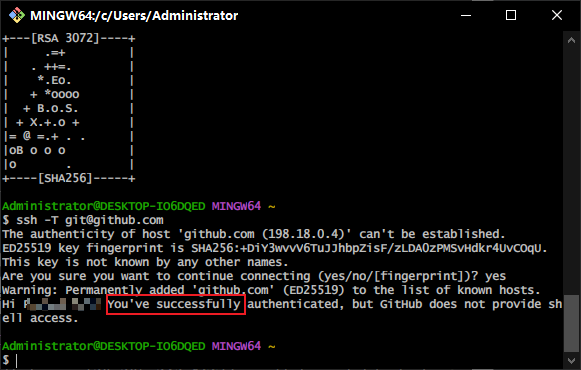 MINGW64:/c/Users/Administrator
+---[RSA 3072]----+
|     .=+         |
|   . ++=.        |
|    *.Eo.        |
|   + *oooo       |
|  + B.o.S.       |
| + X.+.o +       |
|= @ =.+ . .      |
|oB o o o         |
|o       .        |
+----[SHA256]-----+
Administrator@DESKTOP-IO6DQED MINGW64 ~
$ ssh -T git@github.com
The authenticity of host 'github.com (198.18.0.4)' can't be established.
ED25519 key fingerprint is SHA256:+DiY3wvvV6TuJJhbpZisF/zLDA0zPMSvHdkr4UvCOqU.
This key is not known by any other names.
Are you sure you want to continue connecting (yes/no/[fingerprint])? yes
Warning: Permanently added 'github.com' (ED25519) to the list of known hosts.
Hi You've successfully authenticated, but GitHub does not provide sh
ell access.
Administrator@DESKTOP-IO6DQED MINGW64 ~
$